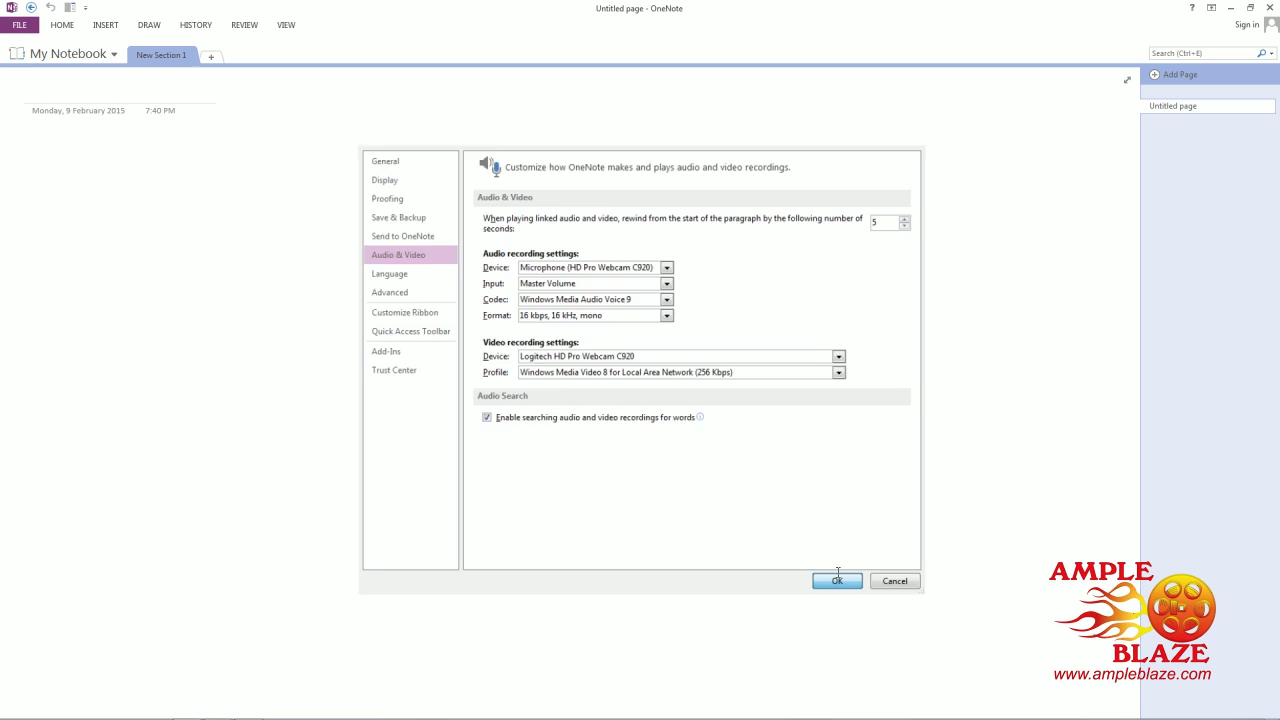 Untitled page - OneNote
FILE HOME INSERT DRAW HISTORY REVIEW VIEW
Sign in
My Notebook
New Section 1
Search (Ctrl+E)
Add Page
Untitled page
Monday, 9 February 2015 7:40 PM
General
Display
Proofing
Save & Backup
Send to OneNote
Audio & Video
Language
Advanced
Customize Ribbon
Quick Access Toolbar
Add-Ins
Trust Center
Customize how OneNote makes and plays audio and video recordings.
Audio & Video
When playing linked audio and video, rewind from the start of the paragraph by the following number of
seconds:
5
Audio recording settings:
Device: Microphone (HD Pro Webcam C920)
Input: Master Volume
Codec: Windows Media Audio Voice 9
Format: 16 kbps, 16 kHz, mono
Video recording settings:
Device: Logitech HD Pro Webcam C920
Profile: Windows Media Video 8 for Local Area Network (256 Kbps)
Audio Search
Enable searching audio and video recordings for words
OK
Cancel
AMPLE
BLAZE
www.ampleblaze.com